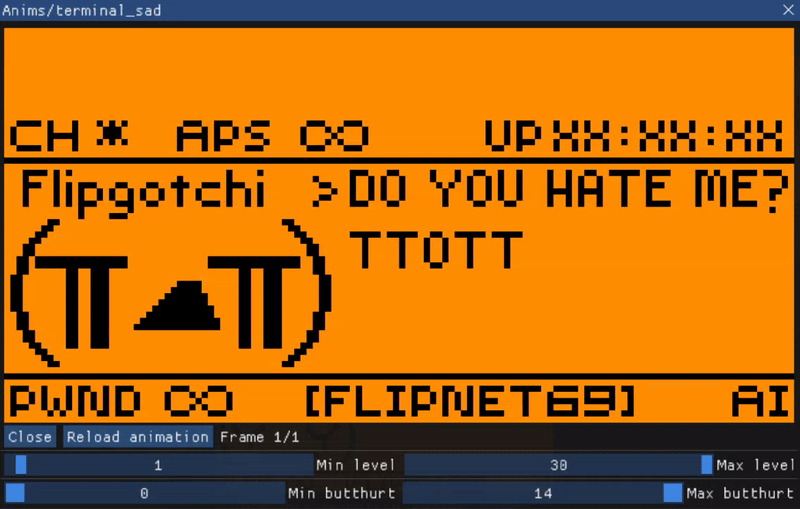 Anims/terminal_sad
CH * APS ∞ UP XX:XX:XX
Flipgotchi >DO YOU HATE ME?
TTOTT
PWND ∞ [FLIPNET69] AI
Close Reload animation Frame 1/1
1 Min level 30 Max level
0 Min butthurt 14 Max butthurt